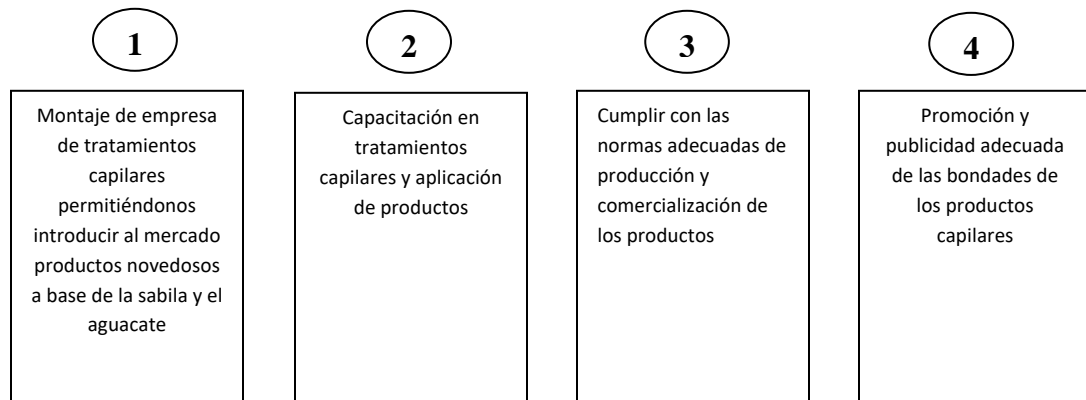 1
Montaje de empresa
de tratamientos
capilares
permitiéndonos
introducir al mercado
productos novedosos
a base de la sabila y el
aguacate
2
Capacitación en
tratamientos
capilares y aplicación
de productos
3
Cumplir con las
normas adecuadas de
producción y
comercialización de
los productos
4
Promoción y
publicidad adecuada
de las bondades de
los productos
capilares